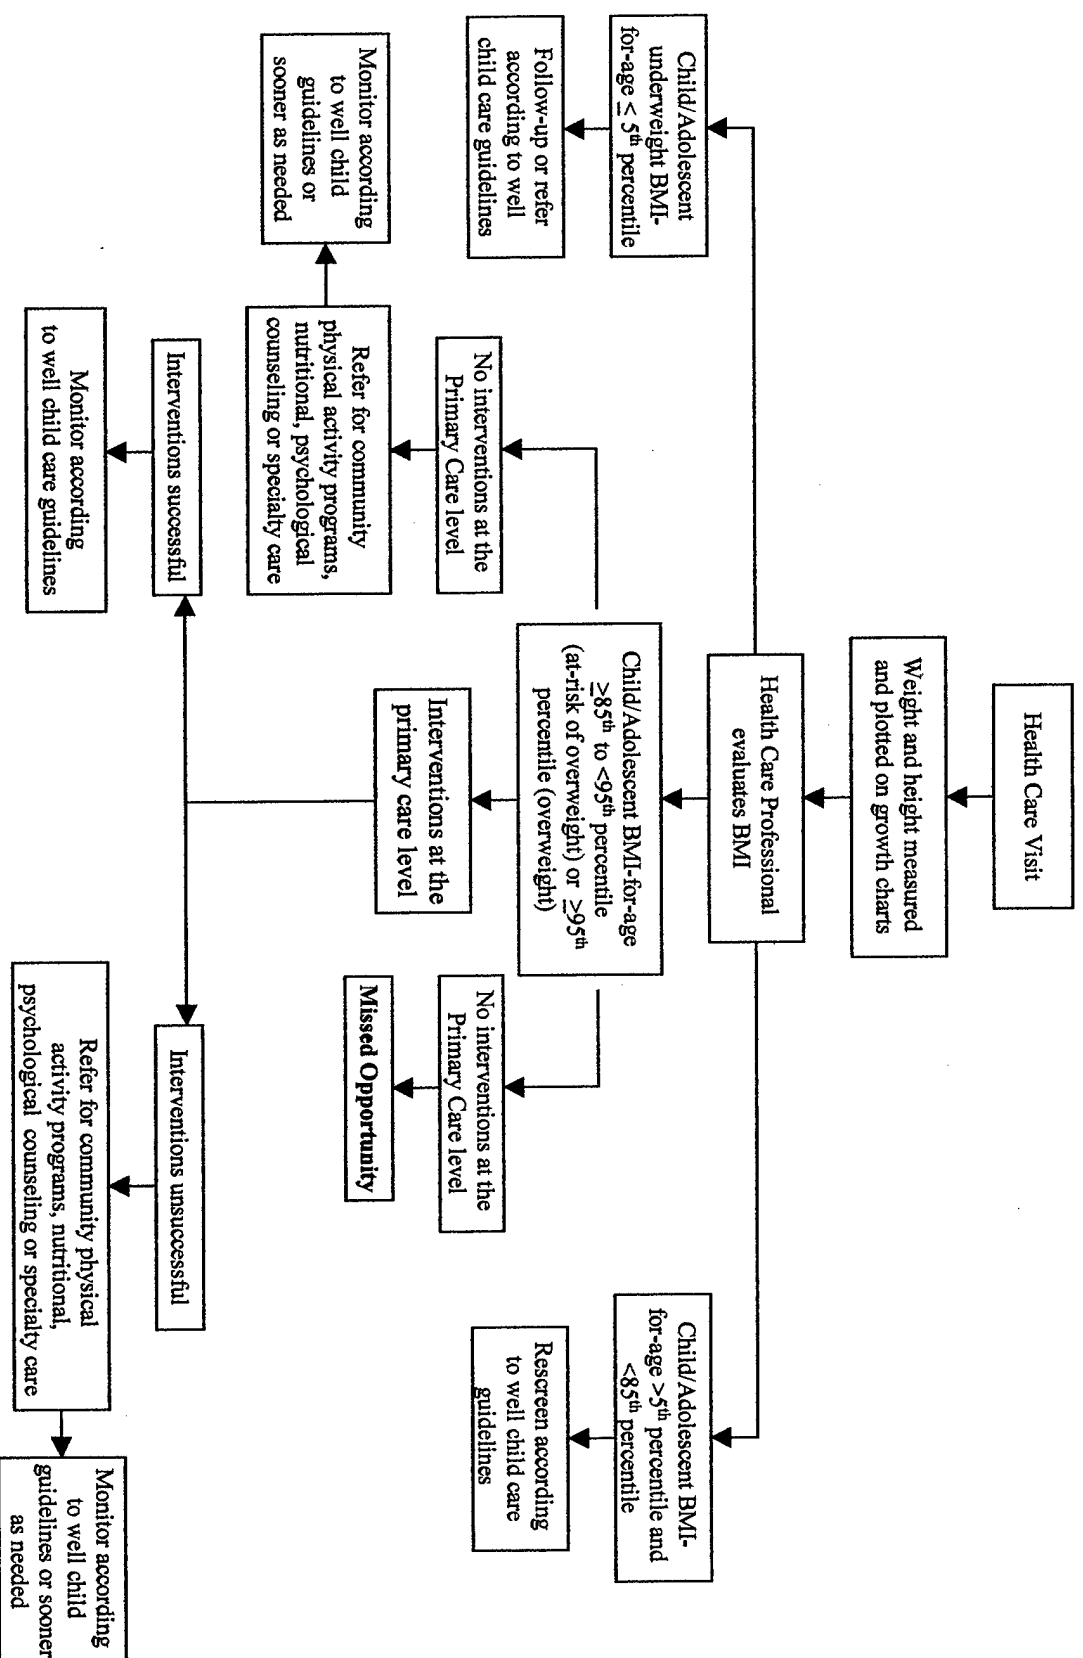 Health Care Visit
Weight and height measured
and plotted on growth charts
Health Care Professional
evaluates BMI
Child/Adolescent
underweight BMI-
for-age ≤ 5th percentile
Follow-up or refer
according to well
child care guidelines
Child/Adolescent BMI-for-age
≥85th to <95th percentile
(at-risk of overweight) or ≥95th
percentile (overweight)
Child/Adolescent BMI-
for-age >5th percentile and
<85th percentile
Rescreen according
to well child care
guidelines
No interventions at the
Primary Care level
Refer for community
physical activity programs,
nutritional, psychological
counseling or specialty care
Monitor according
to well child
guidelines or
sooner as needed
Interventions at the
primary care level
No interventions at the
Primary Care level
Missed Opportunity
Interventions successful
Monitor according
to well child care guidelines
Interventions unsuccessful
Refer for community physical
activity programs, nutritional,
psychological counseling or specialty care
Monitor according
to well child
guidelines or sooner
as needed